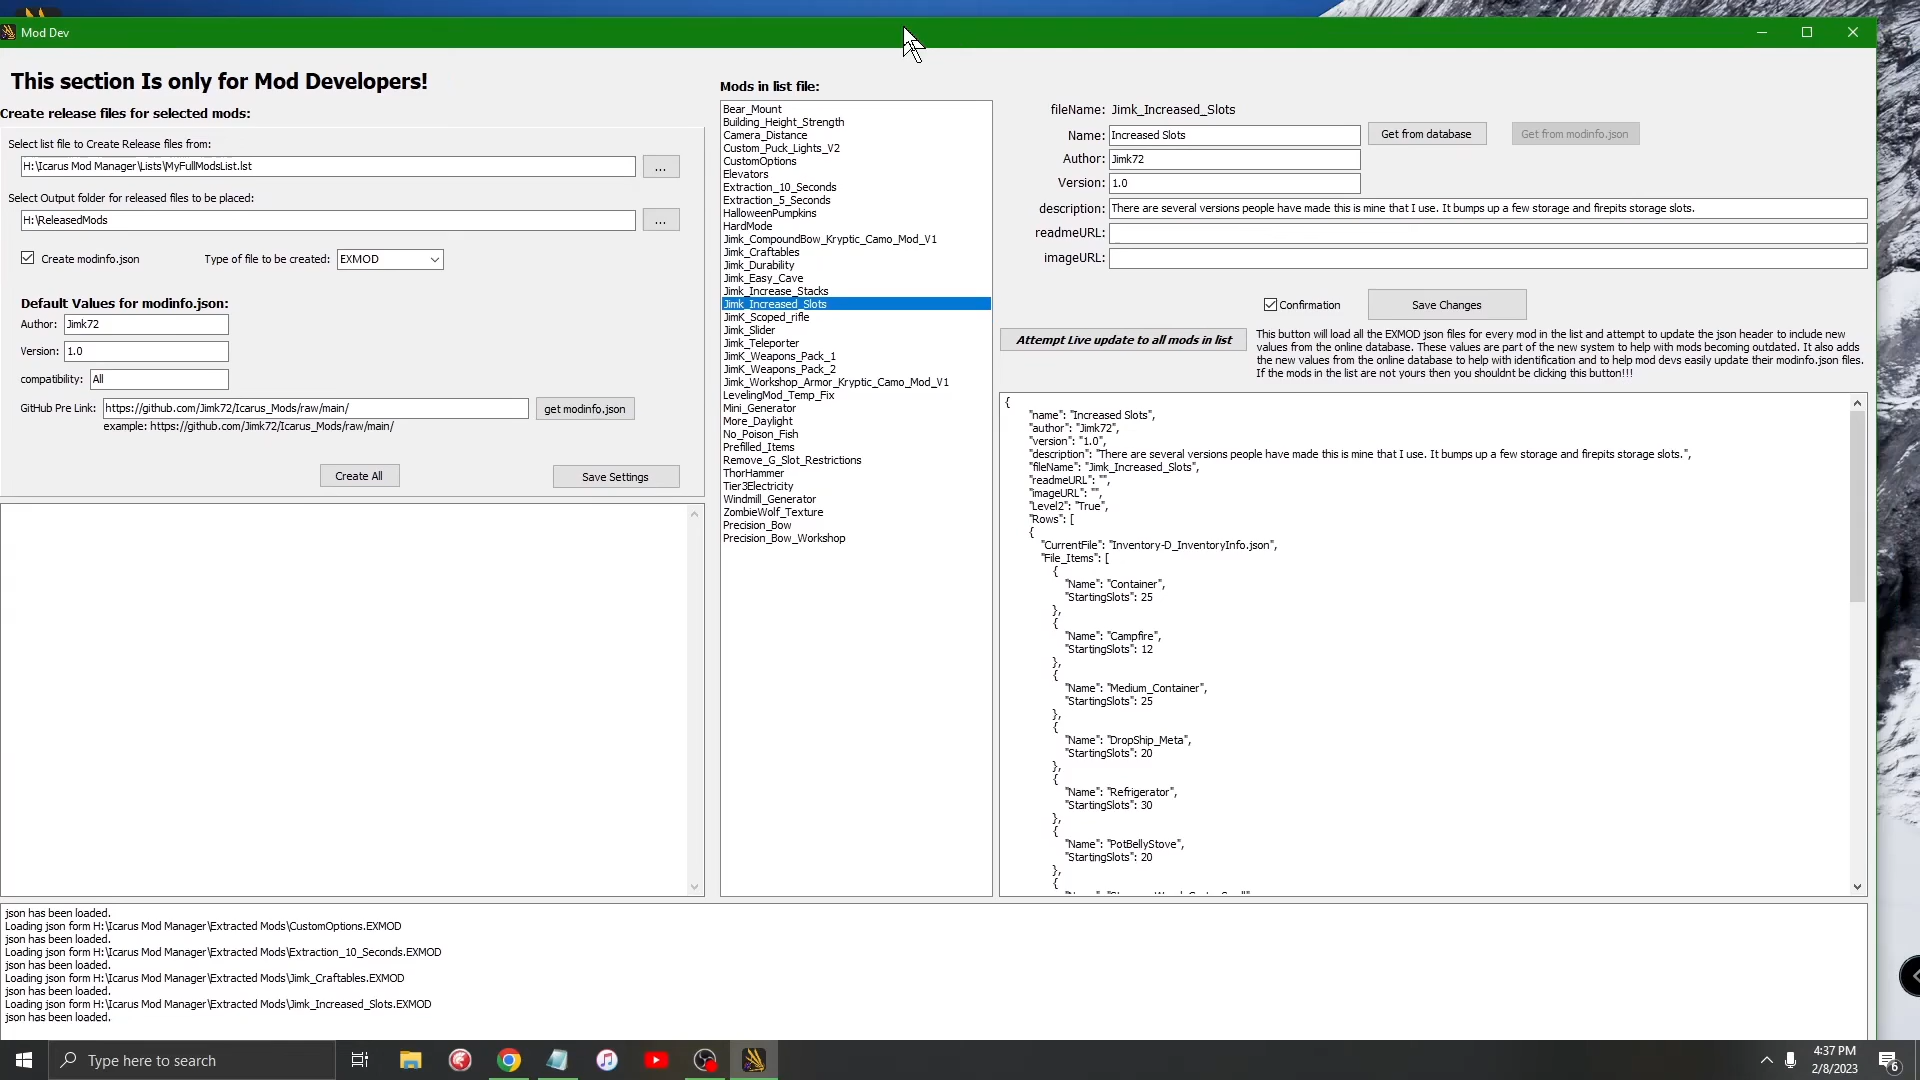 Mod Dev
This section Is only for Mod Developers!
Create release files for selected mods:
Select list file to Create Release files from:
H:\Icarus Mod Manager\Lists\MyFullModsList.lst
...
Select Output folder for released files to be placed:
H:\ReleasedMods
...
Create modinfo.json
Type of file to be created:
EXMOD
Default Values for modinfo.json:
Author: Jimk72
Version: 1.0
compatibility: All
GitHub Pre Link: https://github.com/Jimk72/Icarus_Mods/raw/main/
get modinfo.json
example: https://github.com/Jimk72/Icarus_Mods/raw/main/
Create All
Save Settings
Mods in list file:
Bear_Mount
Building_Height_Strength
Camera_Distance
Custom_Puck_Lights_V2
CustomOptions
Elevators
Extraction_10_Seconds
Extraction_5_Seconds
HalloweenPumpkins
HardMode
Jimk_CompoundBow_Kryptic_Camo_Mod_V1
Jimk_Craftables
Jimk_Durability
Jimk_Easy_Cave
Jimk_Increase_Stacks
Jimk_Increased_Slots
JimK_Scoped_rifle
Jimk_Slider
Jimk_Teleporter
JimK_Weapons_Pack_1
JimK_Weapons_Pack_2
Jimk_Workshop_Armor_Kryptic_Camo_Mod_V1
LevelingMod_Temp_Fix
Mini_Generator
More_Daylight
No_Poison_Fish
Prefilled_Items
Remove_G_Slot_Restrictions
ThorHammer
Tier3Electricity
Windmill_Generator
ZombieWolf_Texture
Precision_Bow
Precision_Bow_Workshop
fileName: Jimk_Increased_Slots
Name: Increased Slots
Get from database
Get from modinfo.json
Author: Jimk72
Version: 1.0
description: There are several versions people have made this is mine that I use. It bumps up a few storage and firepits storage slots.
readmeURL:
imageURL:
Confirmation
Save Changes
Attempt Live update to all mods in list
This button will load all the EXMOD json files for every mod in the list and attempt to update the json header to include new
values from the online database. These values are part of the new system to help with mods becoming outdated. It also adds
the new values from the online database to help with identification and to help mod devs easily update their modinfo.json files.
If the mods in the list are not yours then you shouldnt be clicking this button!!!
{
"name": "Increased Slots",
"author": "Jimk72",
"version": "1.0",
"description": "There are several versions people have made this is mine that I use. It bumps up a few storage and firepits storage slots.",
"fileName": "Jimk_Increased_Slots",
"readmeURL": "",
"imageURL": "",
"Level2": "True",
"Rows": [
{
"CurrentFile": "Inventory-D_InventoryInfo.json",
"File_Items": [
{
"Name": "Container",
"StartingSlots": 25
},
{
"Name": "Campfire",
"StartingSlots": 12
},
{
"Name": "Medium_Container",
"StartingSlots": 25
},
{
"Name": "DropShip_Meta",
"StartingSlots": 20
},
{
"Name": "Refrigerator",
"StartingSlots": 30
},
{
"Name": "PotBellyStove",
"StartingSlots": 20
},
{
json has been loaded.
Loading json form H:\Icarus Mod Manager\Extracted Mods\CustomOptions.EXMOD
json has been loaded.
Loading json form H:\Icarus Mod Manager\Extracted Mods\Extraction_10_Seconds.EXMOD
json has been loaded.
Loading json form H:\Icarus Mod Manager\Extracted Mods\Jimk_Craftables.EXMOD
json has been loaded.
Loading json form H:\Icarus Mod Manager\Extracted Mods\Jimk_Increased_Slots.EXMOD
json has been loaded.
Type here to search
4:37 PM
2/8/2023
6